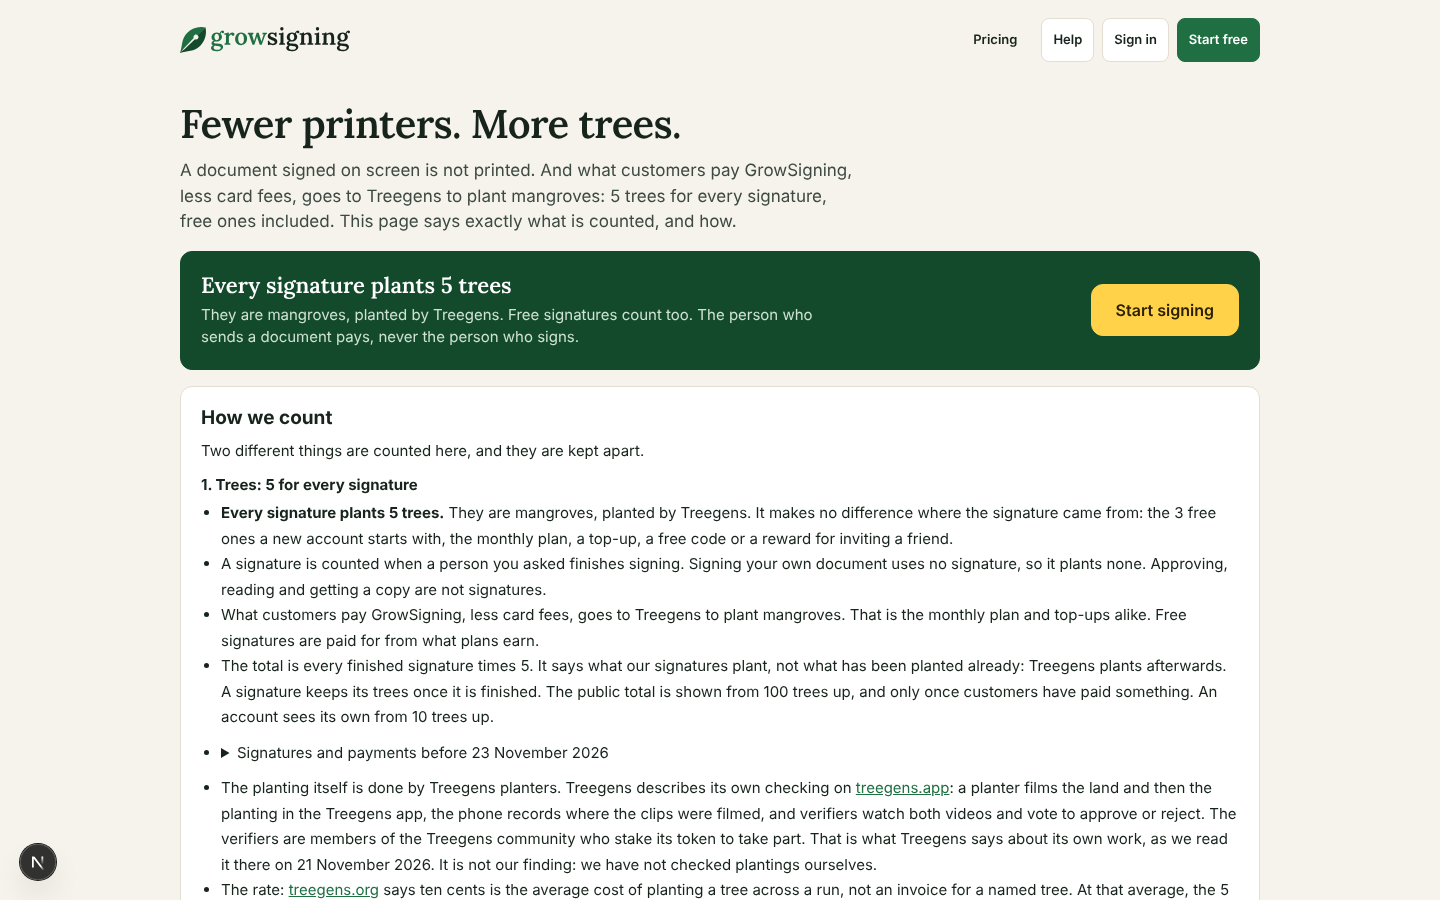 growsigning
Pricing
Help
Sign in
Start free
Fewer printers. More trees.
A document signed on screen is not printed. And what customers pay GrowSigning,
less card fees, goes to Treegens to plant mangroves: 5 trees for every signature,
free ones included. This page says exactly what is counted, and how.
Every signature plants 5 trees
They are mangroves, planted by Treegens. Free signatures count too. The person who
sends a document pays, never the person who signs.
Start signing
How we count
Two different things are counted here, and they are kept apart.
1. Trees: 5 for every signature
• Every signature plants 5 trees. They are mangroves, planted by Treegens. It makes no difference where the signature came from: the 3 free
ones a new account starts with, the monthly plan, a top-up, a free code or a reward for inviting a friend.
• A signature is counted when a person you asked finishes signing. Signing your own document uses no signature, so it plants none. Approving,
reading and getting a copy are not signatures.
• What customers pay GrowSigning, less card fees, goes to Treegens to plant mangroves. That is the monthly plan and top-ups alike. Free
signatures are paid for from what plans earn.
• The total is every finished signature times 5. It says what our signatures plant, not what has been planted already: Treegens plants afterwards.
A signature keeps its trees once it is finished. The public total is shown from 100 trees up, and only once customers have paid something. An
account sees its own from 10 trees up.
• ▶ Signatures and payments before 23 November 2026
• The planting itself is done by Treegens planters. Treegens describes its own checking on treegens.app: a planter films the land and then the
planting in the Treegens app, the phone records where the clips were filmed, and verifiers watch both videos and vote to approve or reject. The
verifiers are members of the Treegens community who stake its token to take part. That is what Treegens says about its own work, as we read
it there on 21 November 2026. It is not our finding: we have not checked plantings ourselves.
• The rate: treegens.org says ten cents is the average cost of planting a tree across a run, not an invoice for a named tree. At that average, the 5
N